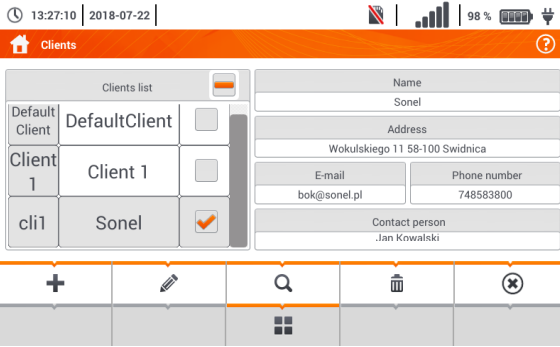 13:27:10 2018-07-22 98 %
Clients
Clients list
Default
Client
DefaultClient
Client
1
Client 1
cli1
Sonel
Name
Sonel
Address
Wokulskiego 11 58-100 Swidnica
E-mail
bok@sonel.pl
Phone number
748583800
Contact person
Jan Kowalski